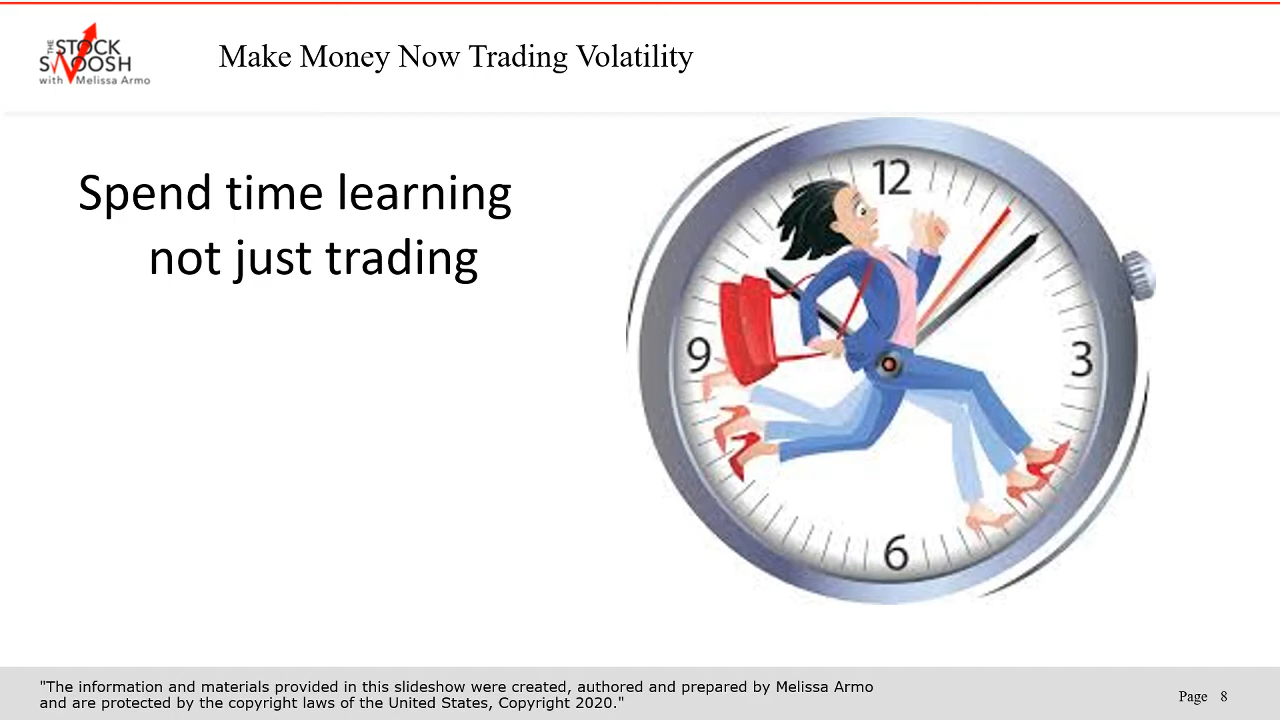 THE STOCK
SWOOSH
with Melissa Armo
Make Money Now Trading Volatility
Spend time learning
not just trading
12
9
3
6
"The information and materials provided in this slideshow were created, authored and prepared by Melissa Armo
and are protected by the copyright laws of the United States, Copyright 2020."
Page 8